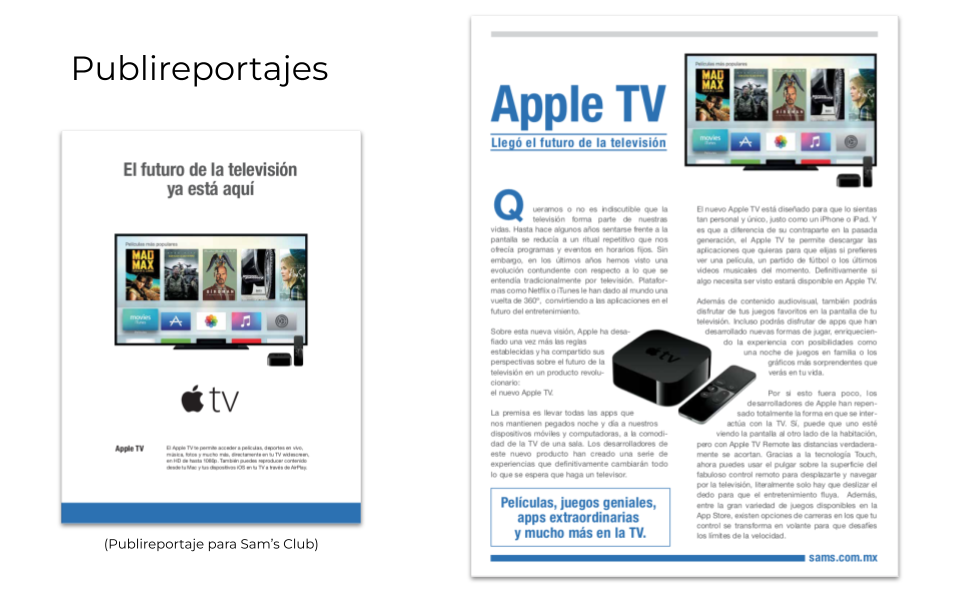 Publireportajes
El futuro de la televisión
ya está aquí
Películas más populares
MAD
MAX
movies
tv
Apple TV
El Apple TV te permite acceder a películas, deportes en vivo,
música, fotos y mucho más, directamente en tu TV widescreen,
en HD de hasta 1080p. También puedes reproducir contenido
desde tu Mac y tus dispositivos iOS en tu TV a través de AirPlay.
(Publireportaje para Sam's Club)
Apple TV
Llegó el futuro de la televisión
Películas más populares
MAD
MAX
movies
Queramos o no es indiscutible que la
televisión forma parte de nuestras
vidas. Hasta hace algunos años sentarse frente a la
pantalla se reducía a un ritual repetitivo que nos
ofrecía programas y eventos en horarios fijos. Sin
embargo, en los últimos años hemos visto una
evolución contundente con respecto a lo que se
entendía tradicionalmente por televisión. Platafor-
mas como Netflix o iTunes le han dado al mundo una
vuelta de 360°, convirtiendo a las aplicaciones en el
futuro del entretenimiento.
Sobre esta nueva visión, Apple ha desa-
fiado una vez más las reglas
establecidas y ha compartido sus
perspectivas sobre el futuro de la
televisión en un producto revolu-
cionario:
el nuevo Apple TV.
La premisa es llevar todas las apps que
nos mantienen pegados noche y día a nuestros
dispositivos móviles y computadoras, a la comodi-
dad de la TV de una sala. Los desarrolladores de
este nuevo producto han creado una serie de
experiencias que definitivamente cambiarán todo
lo que se espera que haga un televisor.
Películas, juegos geniales,
apps extraordinarias
y mucho más en la TV.
tv
El nuevo Apple TV está diseñado para que lo sientas
tan personal y único, justo como un iPhone o iPad. Y
es que a diferencia de su contraparte en la pasada
generación, el Apple TV te permite descargar las
aplicaciones que quieras para que elijas si prefieres
ver una película, un partido de fútbol o los últimos
videos musicales del momento. Definitivamente si
algo necesita ser visto estará disponible en Apple TV.
Además de contenido audiovisual, también podrás
disfrutar de tus juegos favoritos en la pantalla de tu
televisión. Incluso podrás disfrutar de apps que han
desarrollado nuevas formas de jugar, enriquecien-
do la experiencia con posibilidades como
una noche de juegos en familia o los
gráficos más sorprendentes que
verás en tu vida.
Por si esto fuera poco, los
desarrolladores de Apple han repen-
sado totalmente la forma en que se inter-
actúa con la TV. Sí, puede que uno esté
viendo la pantalla al otro lado de la habitación,
pero con Apple TV Remote las distancias verdadera-
mente se acortan. Gracias a la tecnología Touch,
ahora puedes usar el pulgar sobre la superficie del
fabuloso control remoto para desplazarte y navegar
por la televisión, literalmente solo hay que deslizar el
dedo para que el entretenimiento fluya. Además,
entre la gran variedad de juegos disponibles en la
App Store, existen opciones de carreras en los que tu
control se transforma en volante para que desafíes
los límites de la velocidad.
sams.com.mx